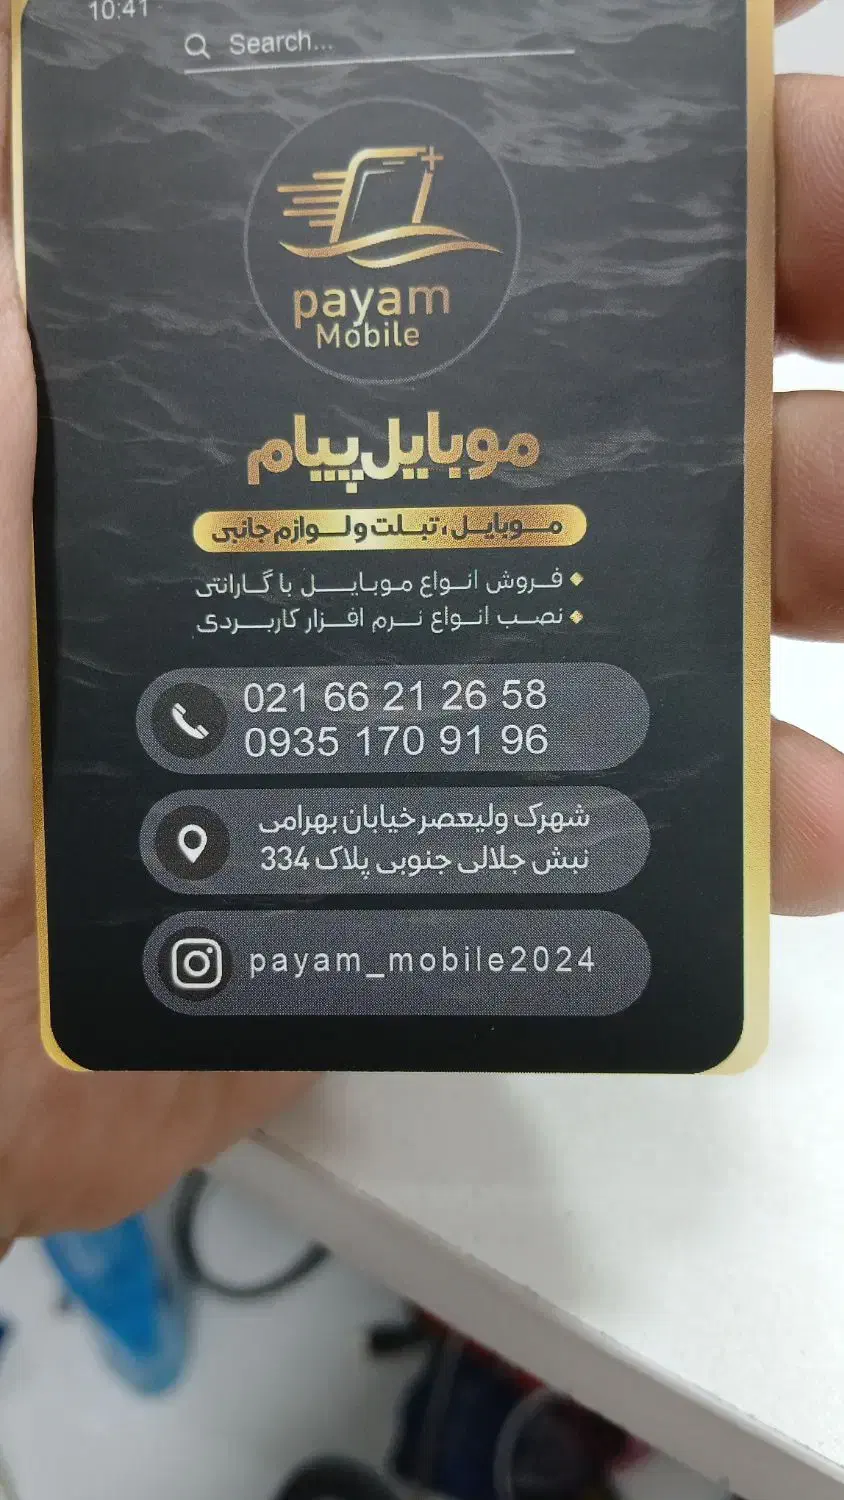 10:41
Search...
payam
Mobile
موبایل پیام
موبایل، تبلت و لوازم جانبی
فروش انواع موبایل با گارانتی
نصب انواع نرم افزار کاربردی
021 66 21 26 58
0935 170 91 96
شهرک ولیعصر خیابان بهرامی
نبش جلالی جنوبی پلاک 334
payam_mobile2024